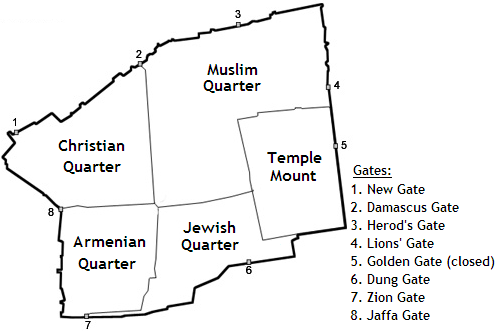 3
2
Muslim
Quarter
4
1
Christian
Quarter
5
Temple
Mount
8
Jewish
Quarter
Armenian
Quarter
6
7
Gates:
1. New Gate
2. Damascus Gate
3. Herod's Gate
4. Lions' Gate
5. Golden Gate (closed)
6. Dung Gate
7. Zion Gate
8. Jaffa Gate